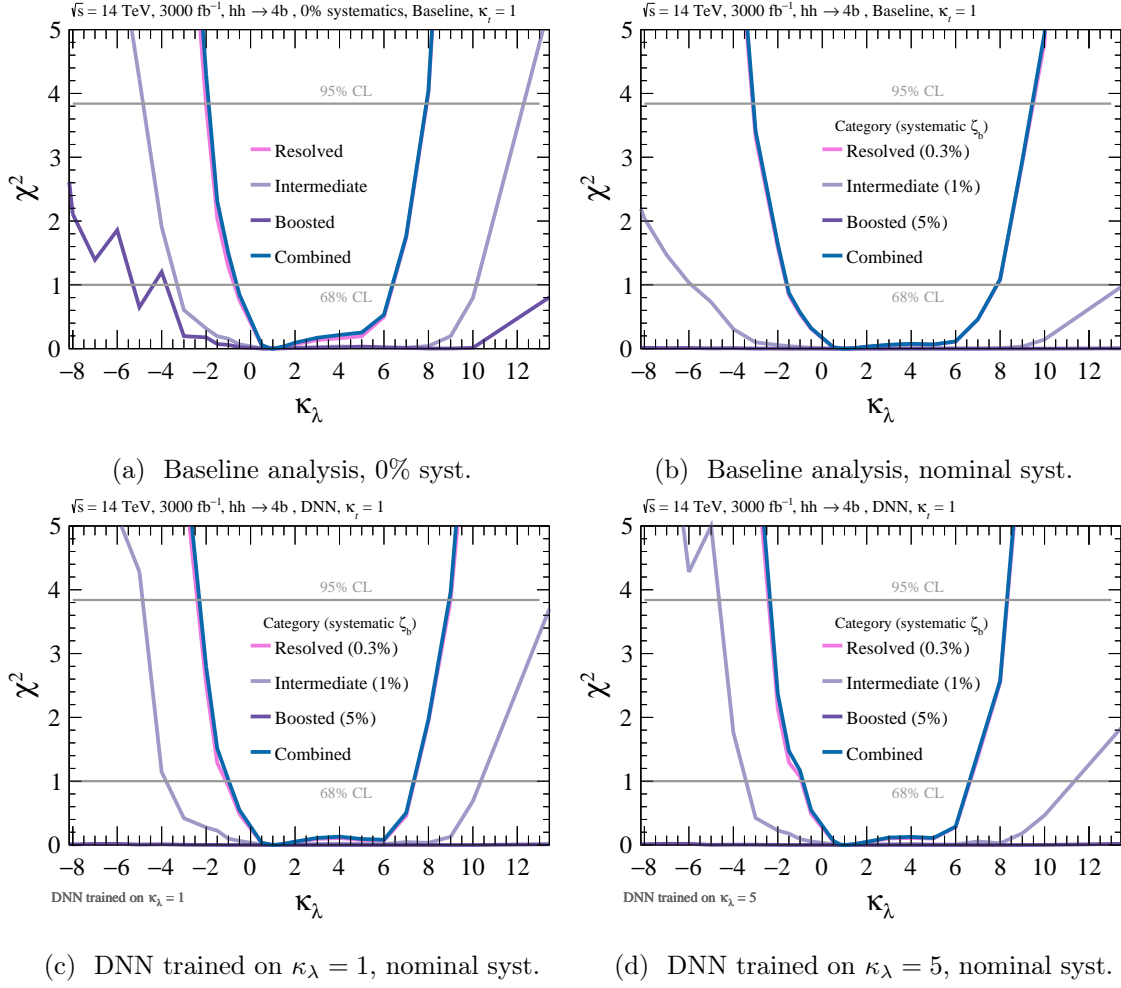 √s = 14 TeV, 3000 fb⁻¹, hh → 4b , 0% systematics, Baseline, κₜ = 1
χ²
5
4
3
2
1
0
95% CL
68% CL
Resolved
Intermediate
Boosted
Combined
−8 −6 −4 −2 0 2 4 6 8 10 12
κλ
(a) Baseline analysis, 0% syst.
√s = 14 TeV, 3000 fb⁻¹, hh → 4b , Baseline, κₜ = 1
χ²
5
4
3
2
1
0
95% CL
Category (systematic ζb)
Resolved (0.3%)
Intermediate (1%)
Boosted (5%)
Combined
68% CL
−8 −6 −4 −2 0 2 4 6 8 10 12
κλ
(b) Baseline analysis, nominal syst.
√s = 14 TeV, 3000 fb⁻¹, hh → 4b , DNN, κₜ = 1
χ²
5
4
3
2
1
0
95% CL
Category (systematic ζb)
Resolved (0.3%)
Intermediate (1%)
Boosted (5%)
Combined
68% CL
−8 −6 −4 −2 0 2 4 6 8 10 12
DNN trained on κλ = 1
κλ
(c) DNN trained on κλ = 1, nominal syst.
√s = 14 TeV, 3000 fb⁻¹, hh → 4b , DNN, κₜ = 1
χ²
5
4
3
2
1
0
95% CL
Category (systematic ζb)
Resolved (0.3%)
Intermediate (1%)
Boosted (5%)
Combined
68% CL
−8 −6 −4 −2 0 2 4 6 8 10 12
DNN trained on κλ = 5
κλ
(d) DNN trained on κλ = 5, nominal syst.